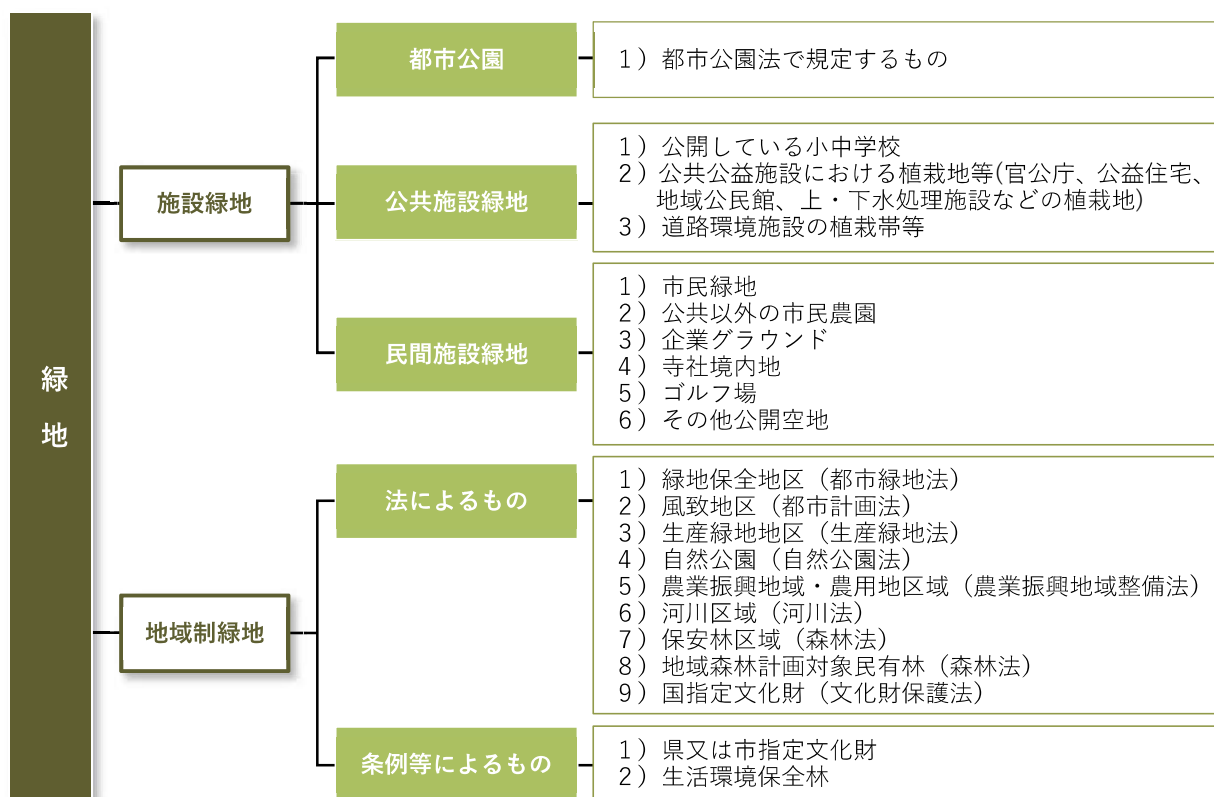 緑
地
施設緑地
都市公園
1）都市公園法で規定するもの
公共施設緑地
1）公開している小中学校
2）公共公益施設における植栽地等(官公庁、公益住宅、
地域公民館、上・下水処理施設などの植栽地)
3）道路環境施設の植栽帯等
民間施設緑地
1）市民緑地
2）公共以外の市民農園
3）企業グラウンド
4）寺社境内地
5）ゴルフ場
6）その他公開空地
地域制緑地
法によるもの
1）緑地保全地区（都市緑地法）
2）風致地区（都市計画法）
3）生産緑地地区（生産緑地法）
4）自然公園（自然公園法）
5）農業振興地域・農用地区域（農業振興地域整備法）
6）河川区域（河川法）
7）保安林区域（森林法）
8）地域森林計画対象民有林（森林法）
9）国指定文化財（文化財保護法）
条例等によるもの
1）県又は市指定文化財
2）生活環境保全林